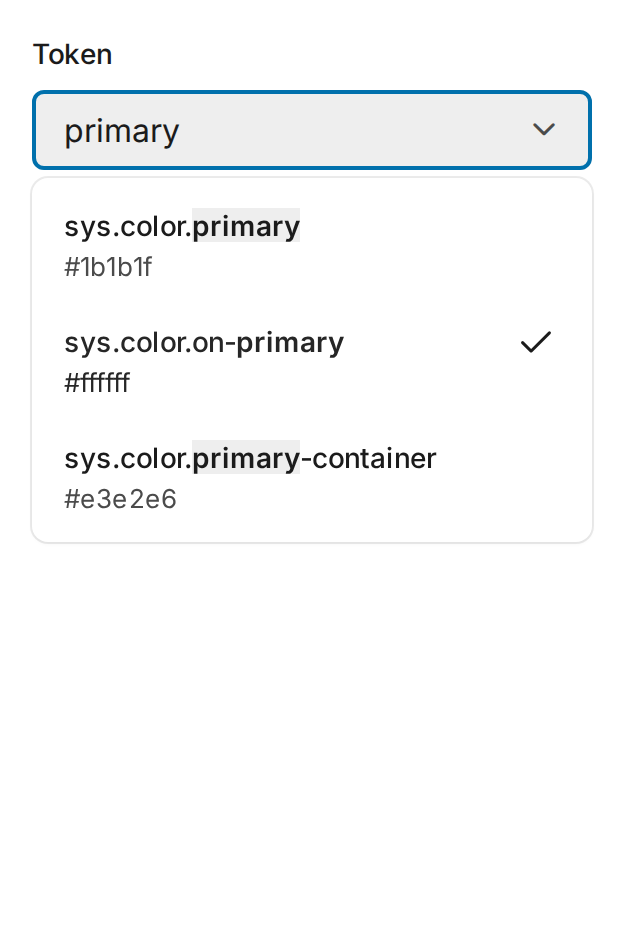 Token
primary
sys.color.primary
#1b1b1f
sys.color.on-primary
#ffffff
sys.color.primary-container
#e3e2e6